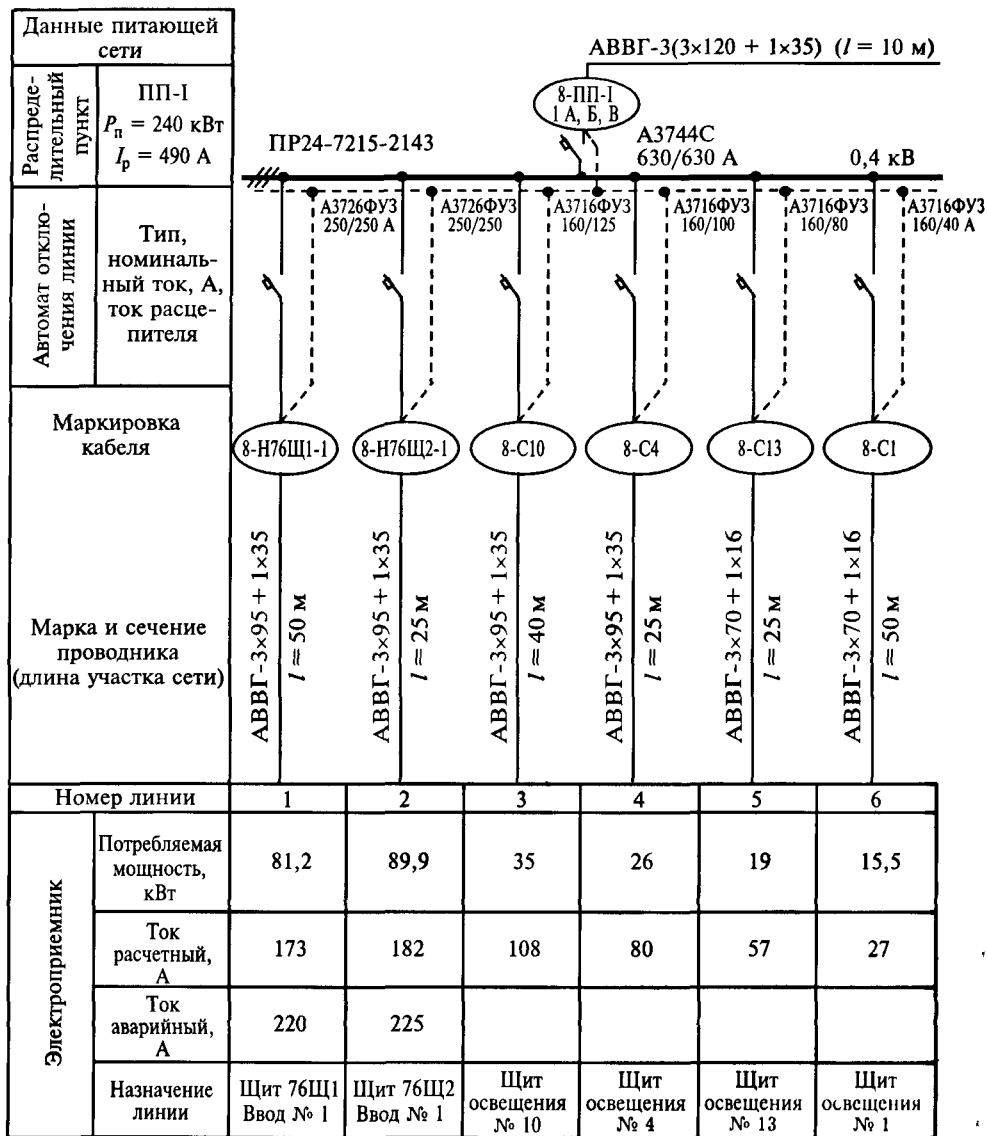 Данные питающей
сети
АВВГ-3(3×120 + 1×35) (l = 10 м)
Распреде-
лительный
пункт
ПП-I
Pп = 240 кВт
Iр = 490 А
8-ПП-I
1 А, Б, В
ПР24-7215-2143
А3744С
630/630 А
0,4 кВ
А3726ФУ3
250/250 А
А3726ФУ3
250/250
А3716ФУ3
160/125
А3716ФУ3
160/100
А3716ФУ3
160/80
А3716ФУ3
160/40 А
Автомат отклю-
чения линии
Тип,
номиналь-
ный ток, А,
ток расце-
пителя
Маркировка
кабеля
8-Н76Щ1-1
8-Н76Щ2-1
8-С10
8-С4
8-С13
8-С1
Марка и сечение
проводника
(длина участка сети)
АВВГ-3×95 + 1×35
l ≈ 50 м
АВВГ-3×95 + 1×35
l ≈ 25 м
АВВГ-3×95 + 1×35
l ≈ 40 м
АВВГ-3×95 + 1×35
l ≈ 25 м
АВВГ-3×70 + 1×16
l ≈ 25 м
АВВГ-3×70 + 1×16
l ≈ 50 м
Номер линии 1 2 3 4 5 6
Электроприемник
Потребляемая
мощность,
кВт
81,2 89,9 35 26 19 15,5
Ток
расчетный,
А
173 182 108 80 57 27
Ток
аварийный,
А
220 225
Назначение
линии
Щит 76Щ1
Ввод № 1
Щит 76Щ2
Ввод № 1
Щит
освещения
№ 10
Щит
освещения
№ 4
Щит
освещения
№ 13
Щит
освещения
№ 1